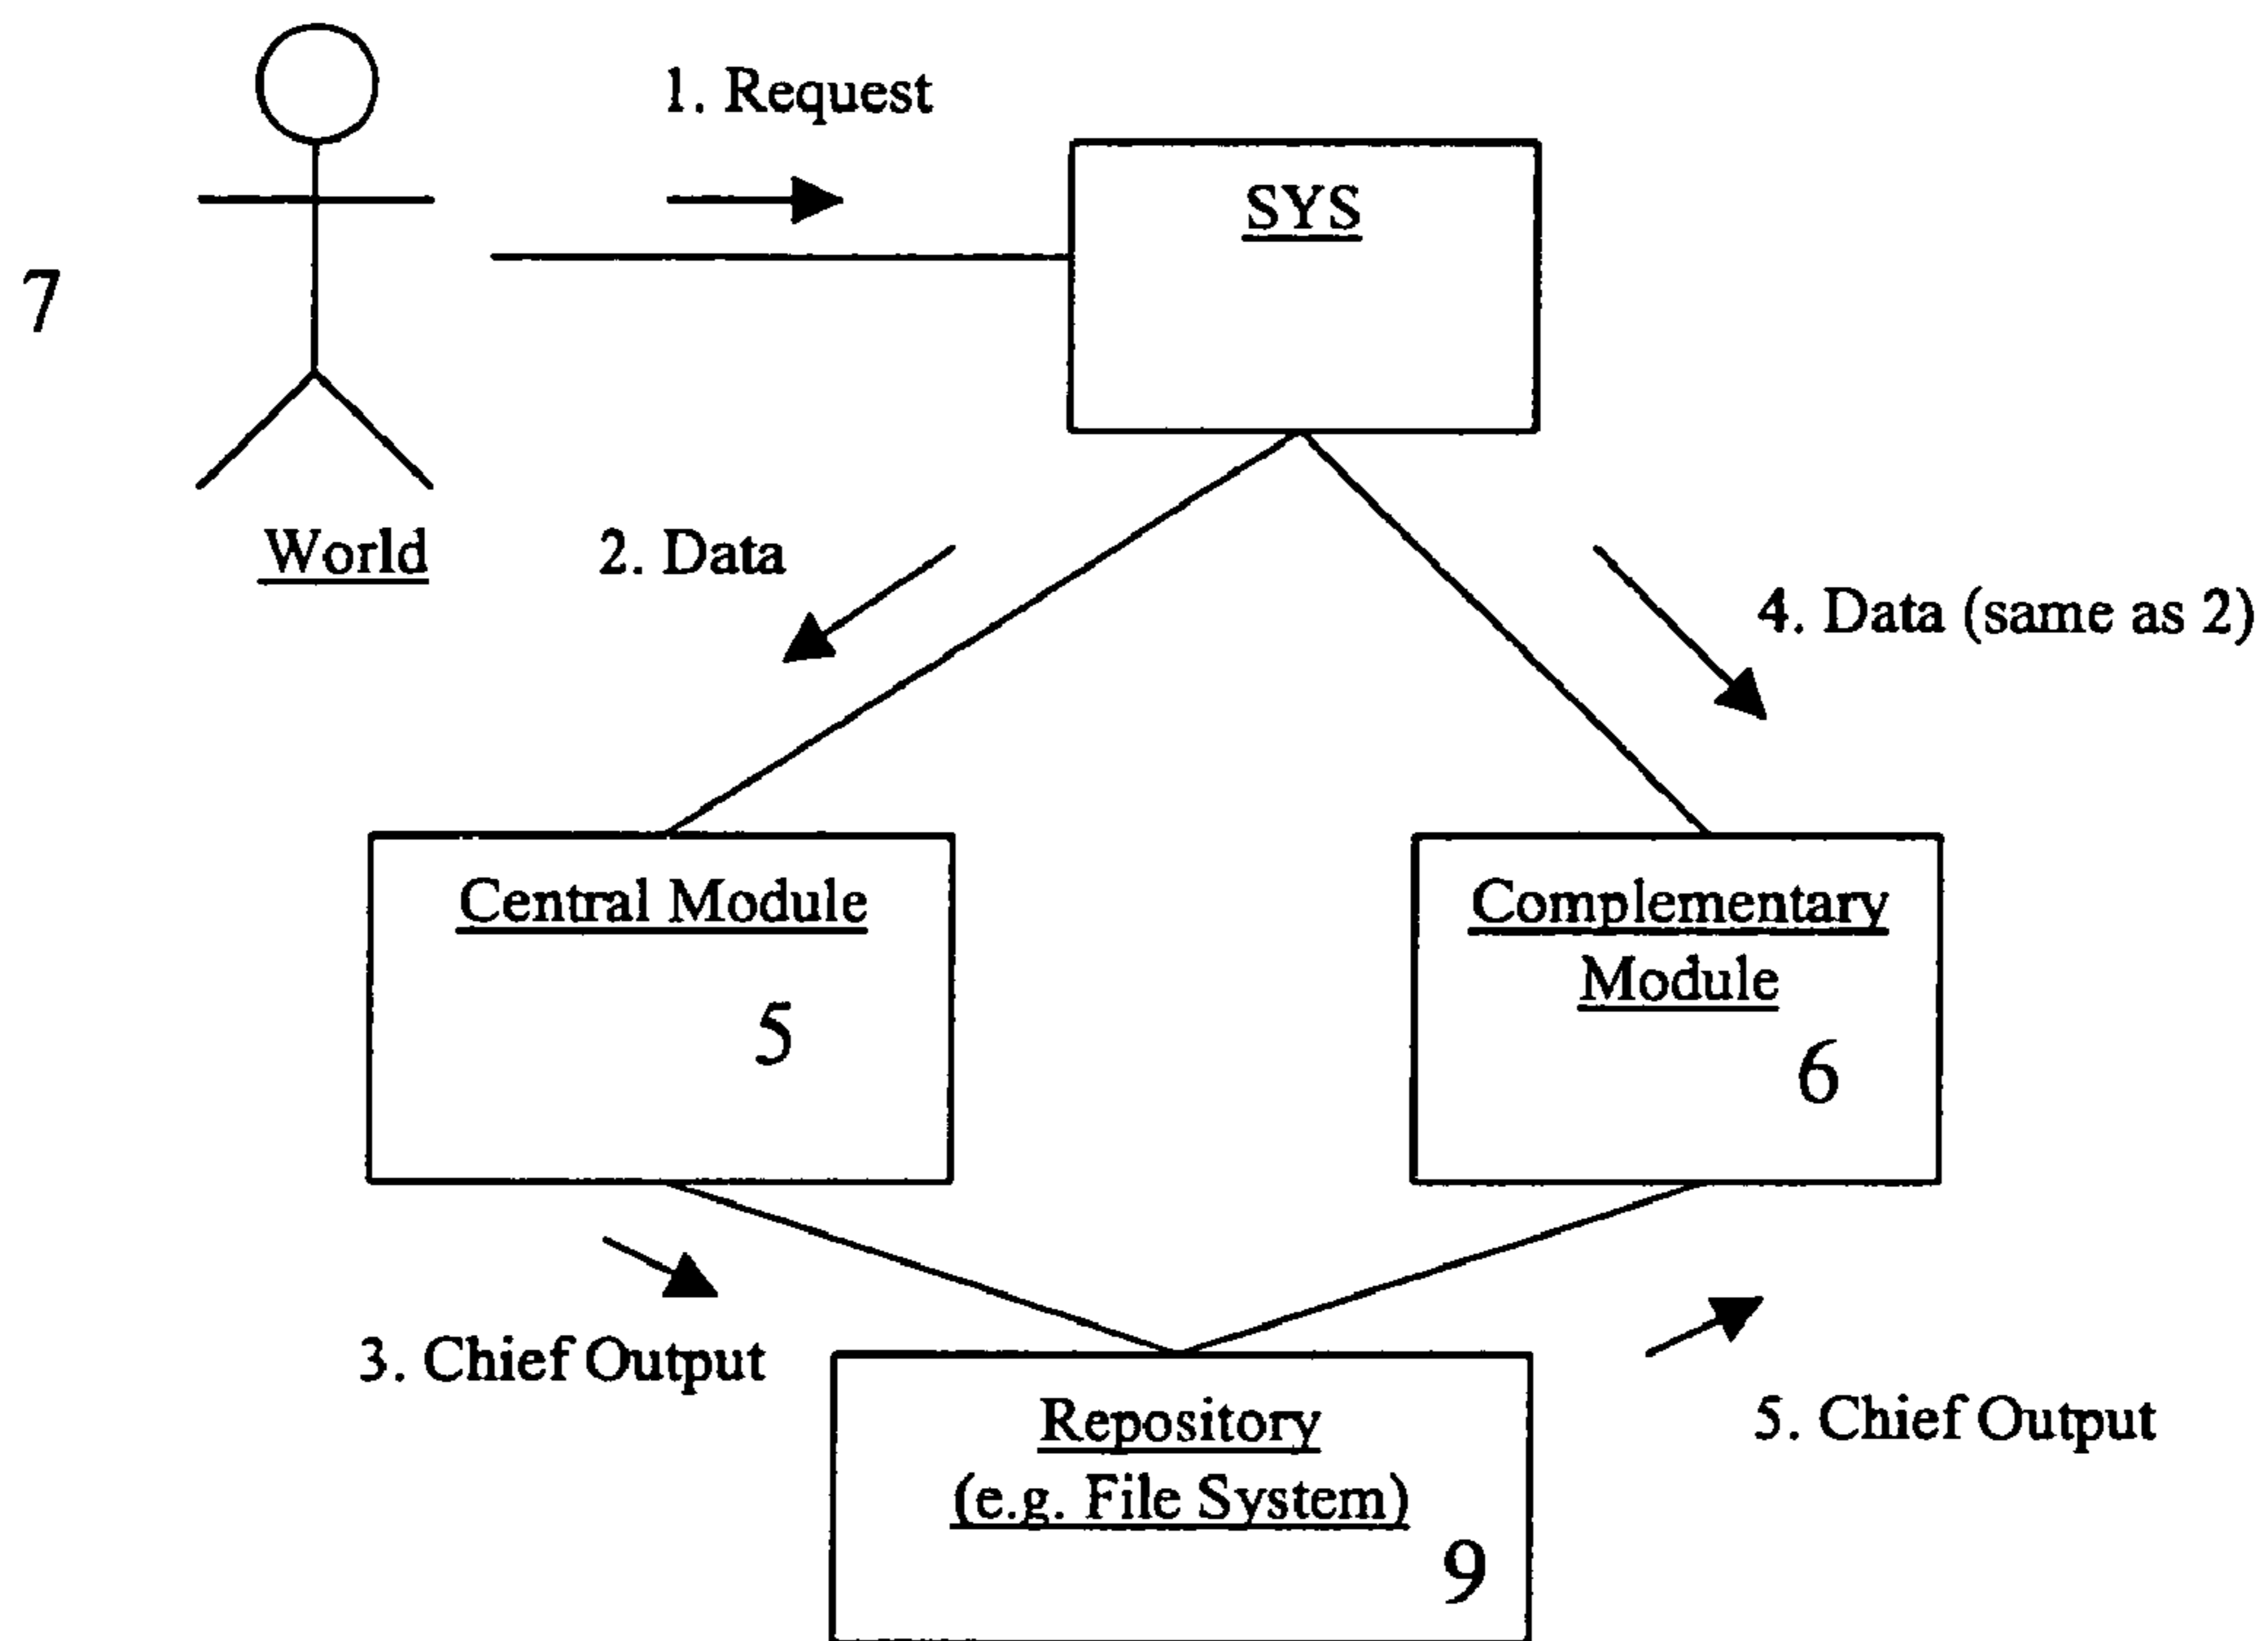 1. Request
SYS
7
World
2. Data
4. Data (same as 2)
Central Module
5
Complementary
Module
6
3. Chief Output
5. Chief Output
Repository
(e.g. File System)
9